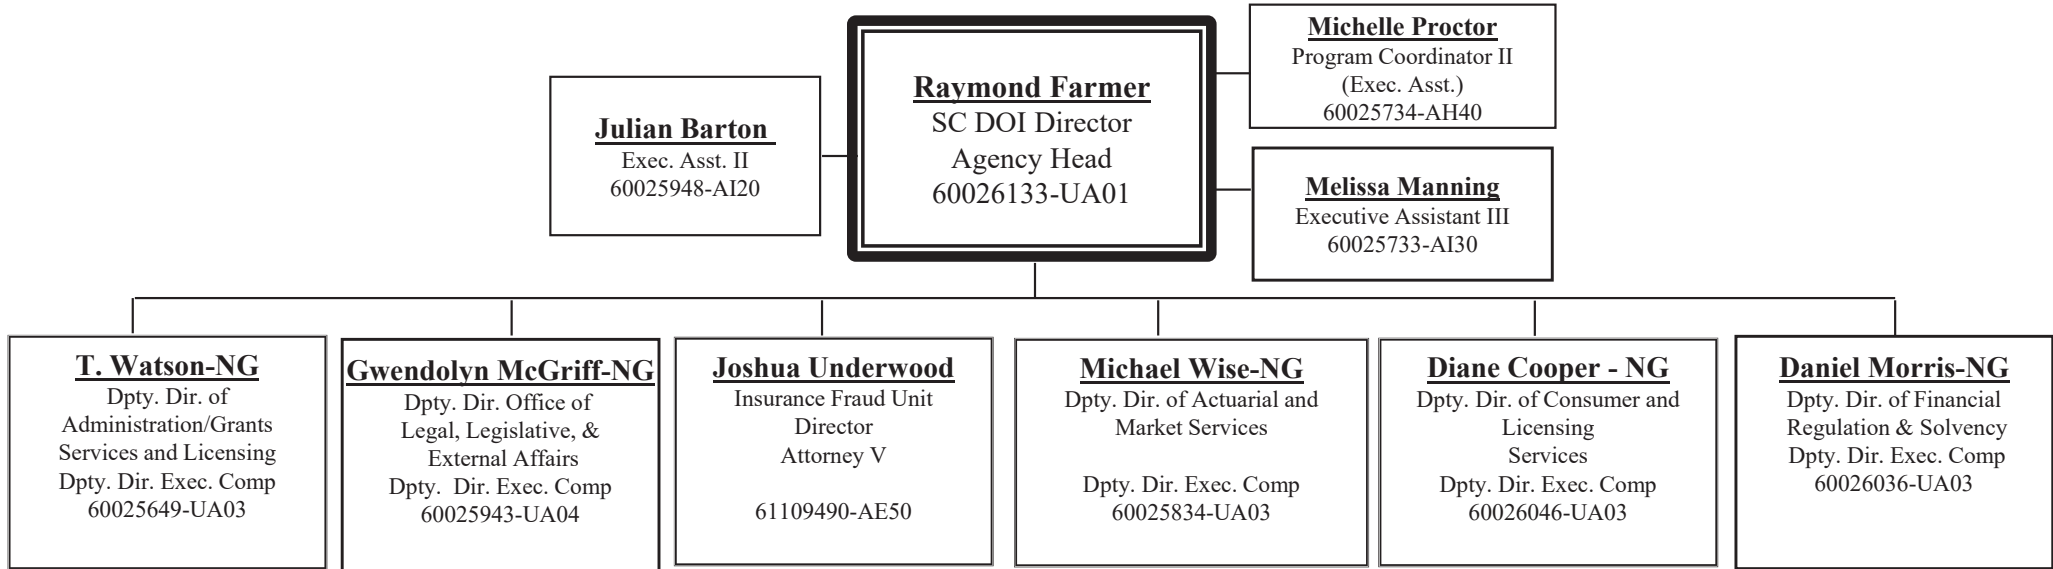 Michelle Proctor
Program Coordinator II
(Exec. Asst.)
60025734-AH40
Raymond Farmer
SC DOI Director
Agency Head
60026133-UA01
Julian Barton
Exec. Asst. II
60025948-AI20
Melissa Manning
Executive Assistant III
60025733-AI30
T. Watson-NG
Dpty. Dir. of
Administration/Grants
Services and Licensing
Dpty. Dir. Exec. Comp
60025649-UA03
Gwendolyn McGriff-NG
Dpty. Dir. Office of
Legal, Legislative, &
External Affairs
Dpty. Dir. Exec. Comp
60025943-UA04
Joshua Underwood
Insurance Fraud Unit
Director
Attorney V
61109490-AE50
Michael Wise-NG
Dpty. Dir. of Actuarial and
Market Services
Dpty. Dir. Exec. Comp
60025834-UA03
Diane Cooper - NG
Dpty. Dir. of Consumer and
Licensing
Services
Dpty. Dir. Exec. Comp
60026046-UA03
Daniel Morris-NG
Dpty. Dir. of Financial
Regulation & Solvency
Dpty. Dir. Exec. Comp
60026036-UA03